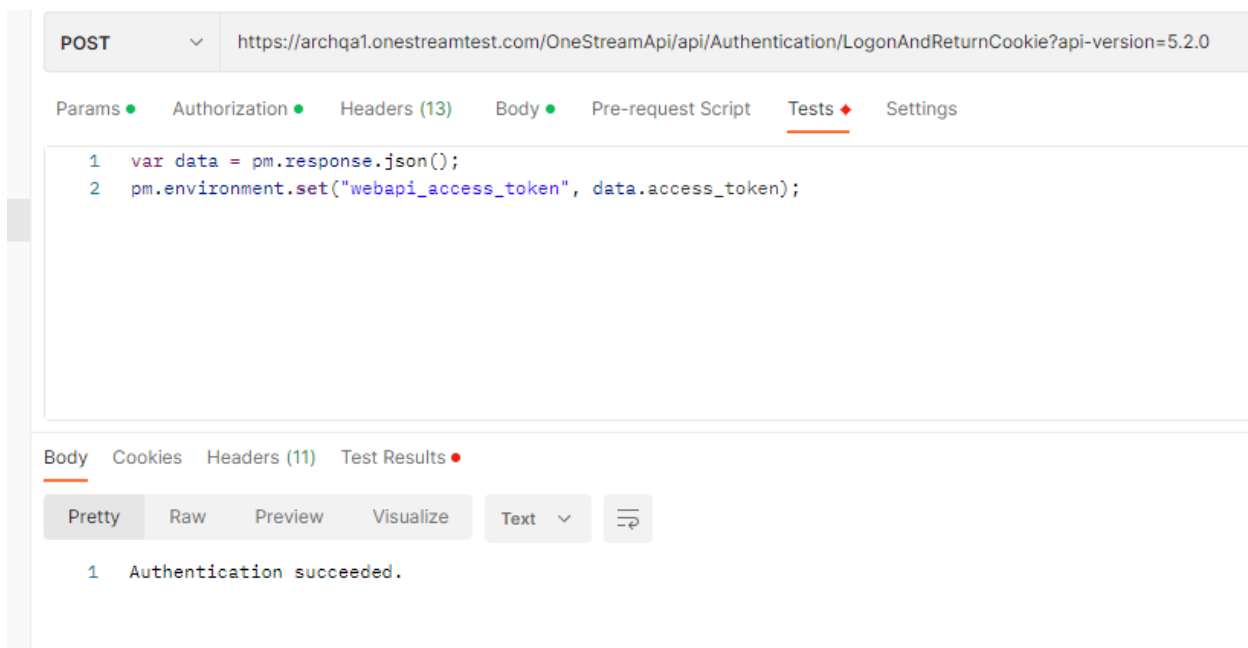 POST https://archqa1.onestreamtest.com/OneStreamApi/api/Authentication/LogonAndReturnCookie?api-version=5.2.0
Params Authorization Headers (13) Body Pre-request Script Tests Settings
1 var data = pm.response.json();
2 pm.environment.set("webapi_access_token", data.access_token);
Body Cookies Headers (11) Test Results
Pretty Raw Preview Visualize Text
1 Authentication succeeded.